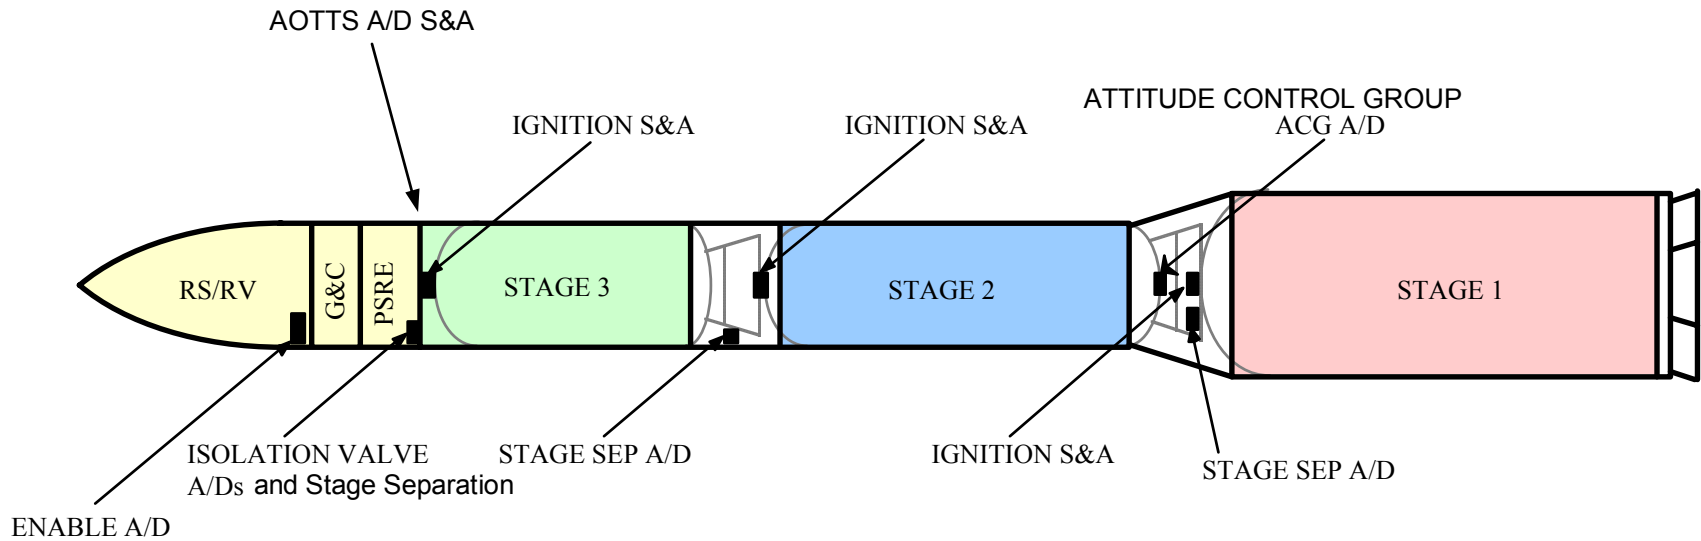 AOTTS A/D S&A
ATTITUDE CONTROL GROUP
IGNITION S&A
IGNITION S&A
ACG A/D
RS/RV
G&C
PSRE
STAGE 3
STAGE 2
STAGE 1
ISOLATION VALVE
A/Ds and Stage Separation
STAGE SEP A/D
IGNITION S&A
STAGE SEP A/D
ENABLE A/D